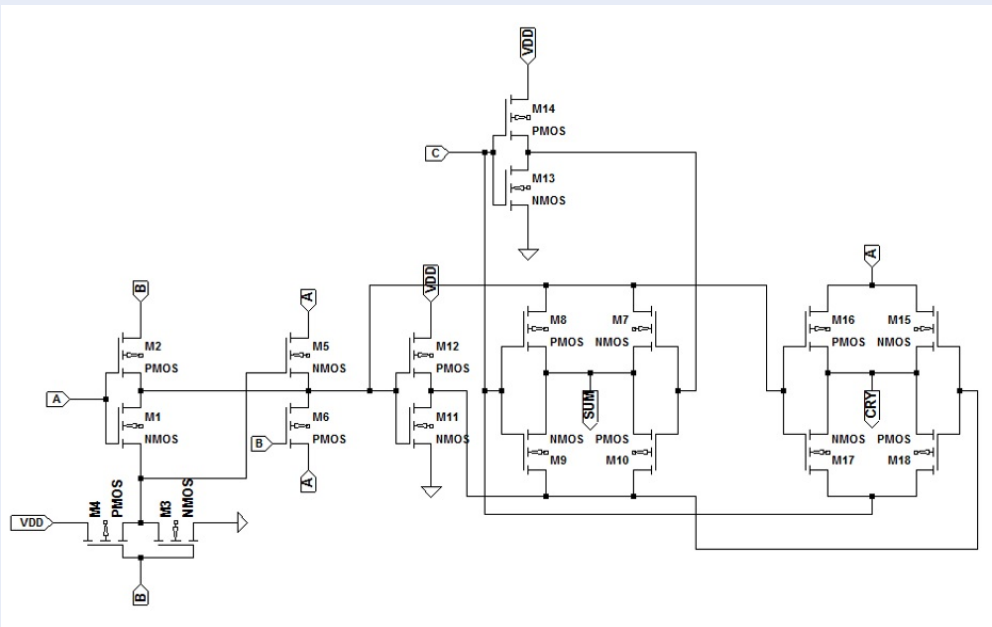 VDD
M14
PMOS
C
M13
NMOS
A
B
A
VDD
M2
PMOS
M5
NMOS
M12
PMOS
M8
PMOS
M7
NMOS
M16
PMOS
M15
NMOS
A
M1
NMOS
M6
PMOS
B
M11
NMOS
SUM
CRY
NMOS
M9
PMOS
M10
NMOS
M17
PMOS
M18
A
VDD
M4
PMOS
M3
NMOS
B